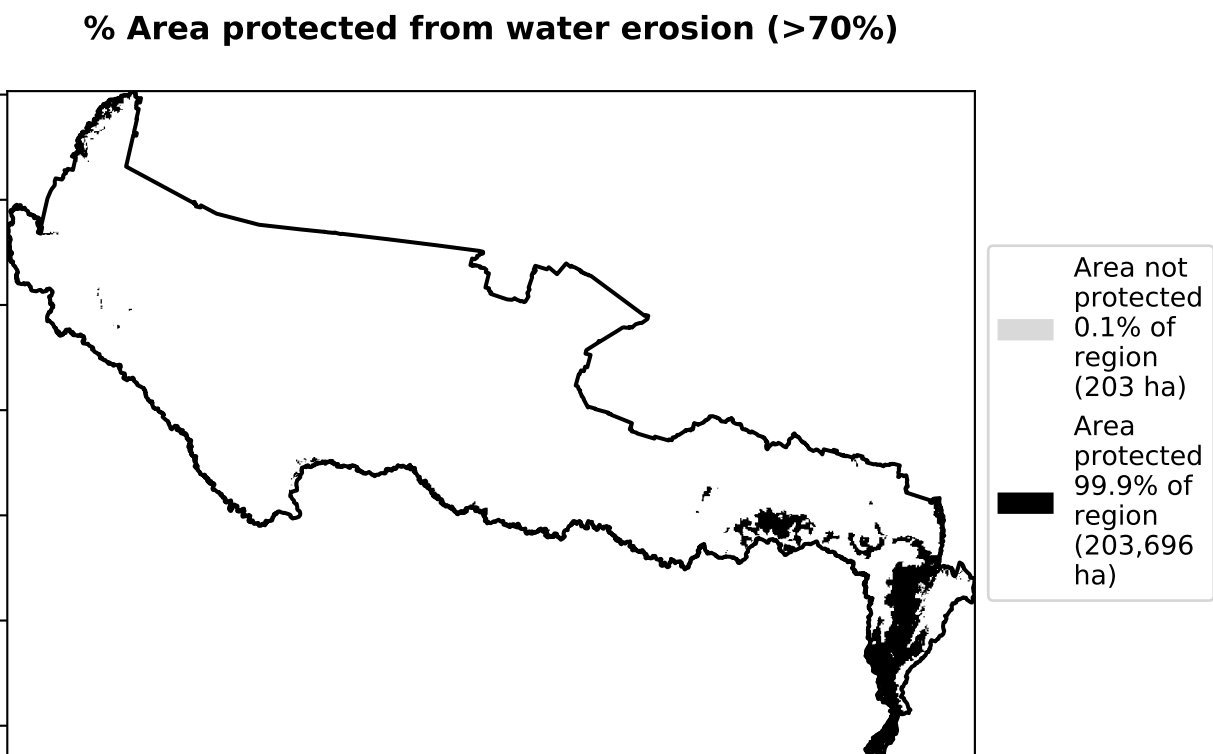 % Area protected from water erosion (>70%)
Area not
protected
0.1% of
region
(203 ha)
Area
protected
99.9% of
region
(203,696
ha)